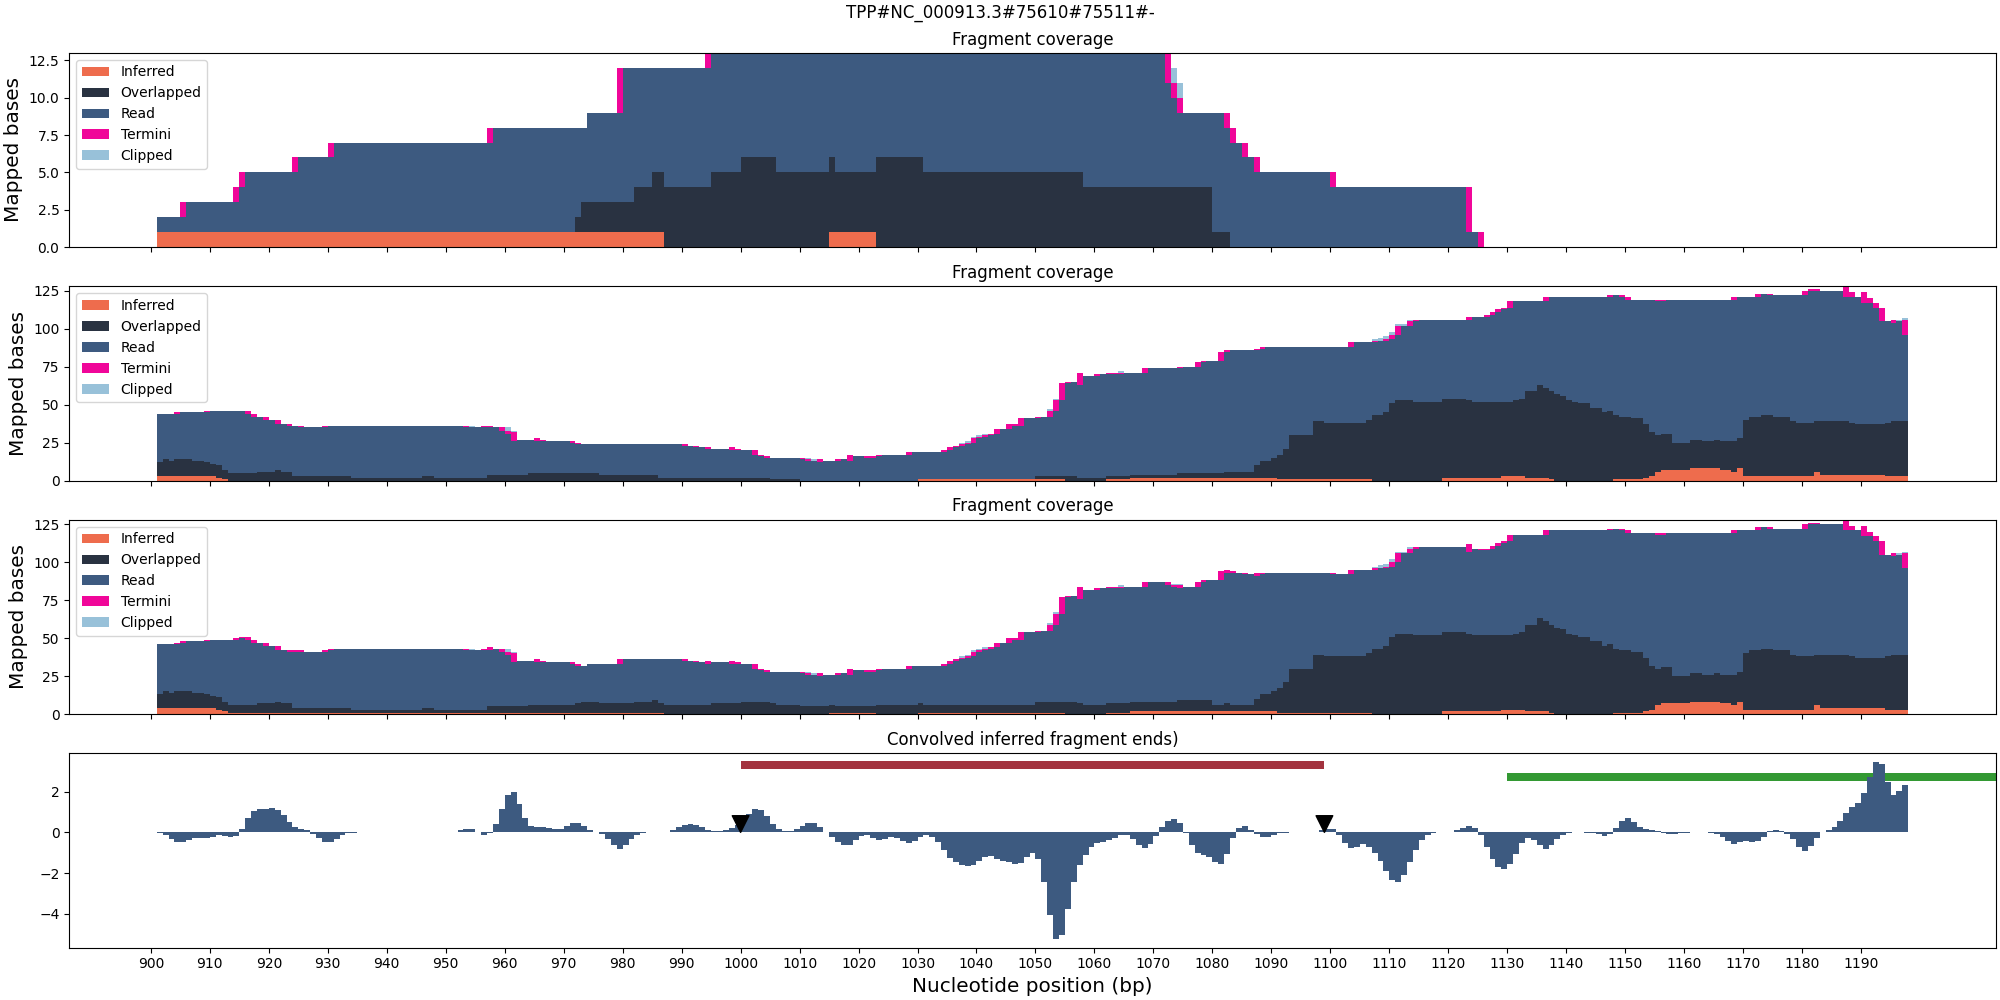 TPP#NC_000913.3#75610#75511#-
Fragment coverage
Mapped bases
12.5
10.0
7.5
5.0
2.5
0.0
Inferred
Overlapped
Read
Termini
Clipped
Fragment coverage
Mapped bases
125
100
75
50
25
0
Inferred
Overlapped
Read
Termini
Clipped
Fragment coverage
Mapped bases
125
100
75
50
25
0
Inferred
Overlapped
Read
Termini
Clipped
Convolved inferred fragment ends)
2
0
−2
−4
900 910 920 930 940 950 960 970 980 990 1000 1010 1020 1030 1040 1050 1060 1070 1080 1090 1100 1110 1120 1130 1140 1150 1160 1170 1180 1190
Nucleotide position (bp)